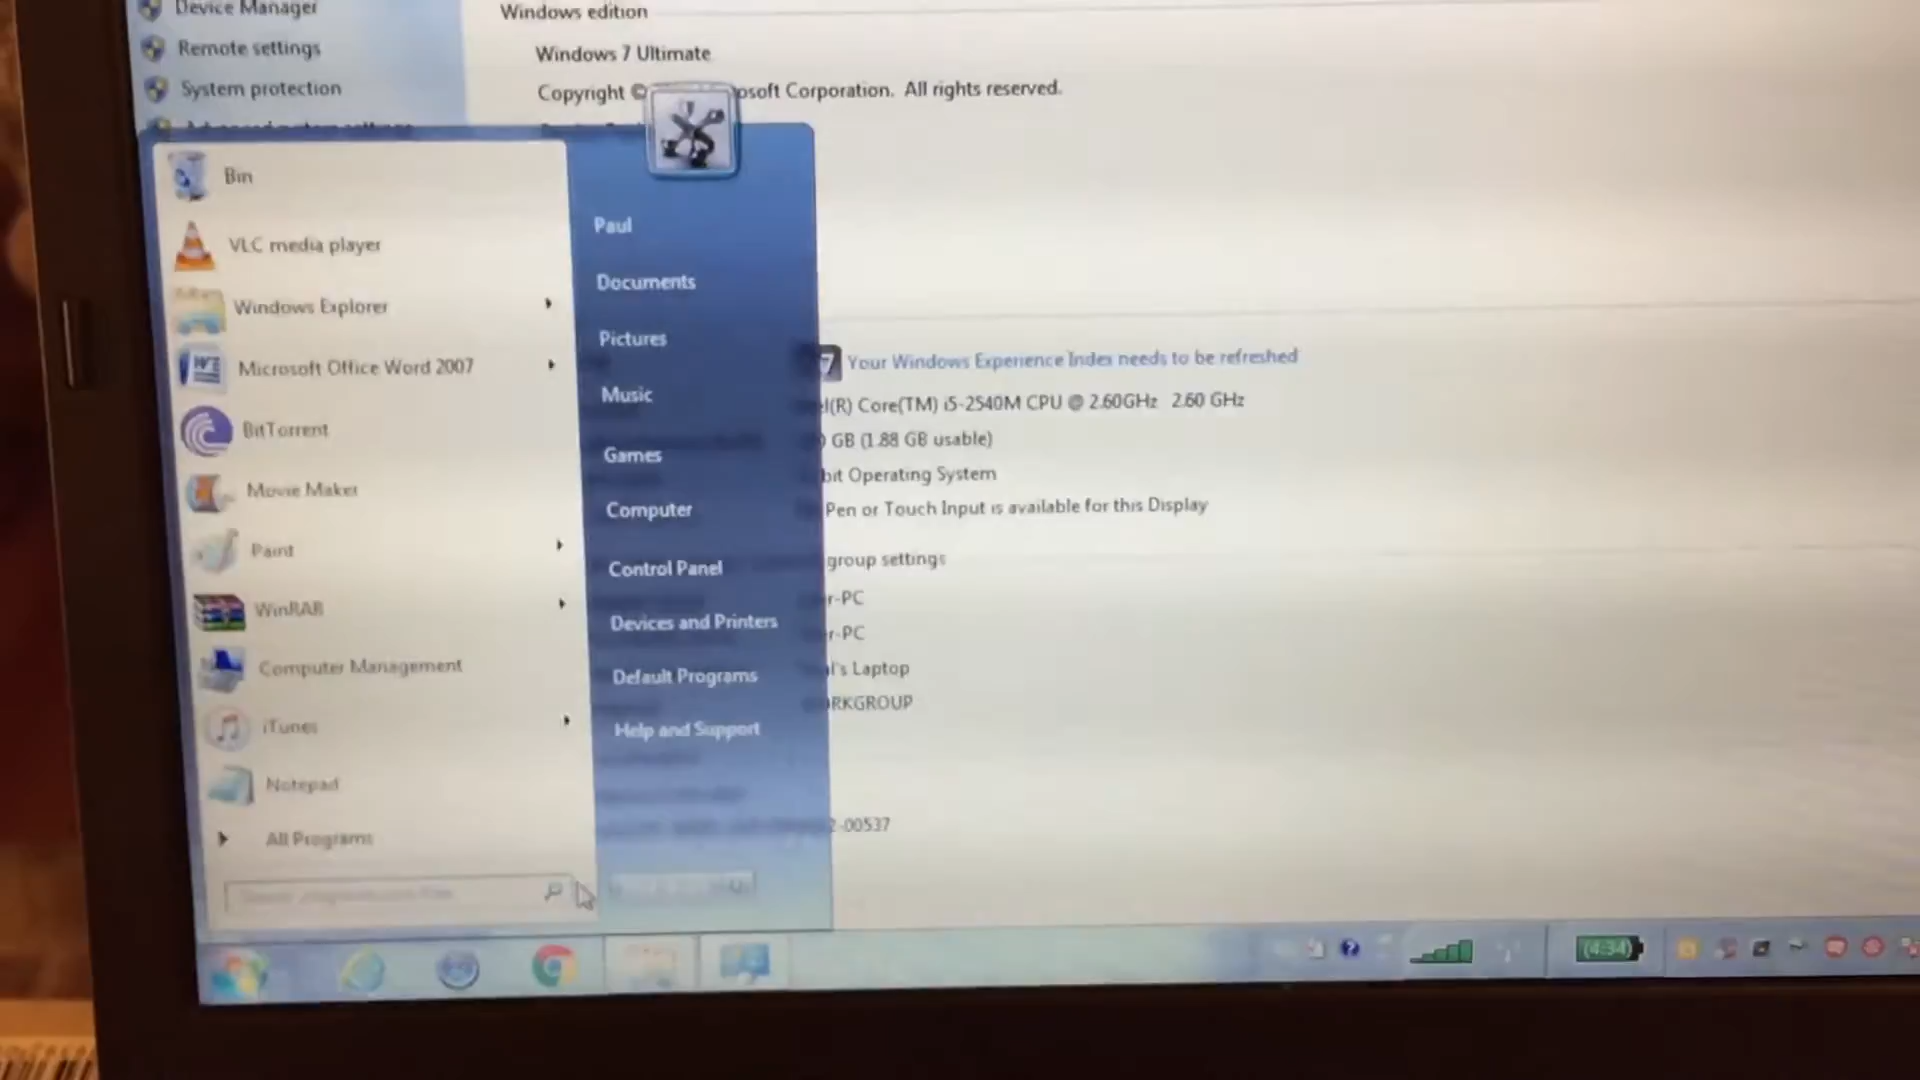 Device Manager
Remote settings
System protection
Windows edition
Windows 7 Ultimate
Copyright © osoft Corporation. All rights reserved.
Bin
VLC media player
Windows Explorer
Microsoft Office Word 2007
BitTorrent
Movie Maker
Paint
WinRAR
Computer Management
iTunes
Notepad
All Programs
Paul
Documents
Pictures
Music
Games
Computer
Control Panel
Devices and Printers
Default Programs
Help and Support
7 Your Windows Experience Index needs to be refreshed
l(R) Core(TM) i5-2540M CPU @ 2.60GHz 2.60 GHz
GB (1.88 GB usable)
bit Operating System
Pen or Touch Input is available for this Display
group settings
r-PC
r-PC
l's Laptop
RKGROUP
-00537
(4:34)